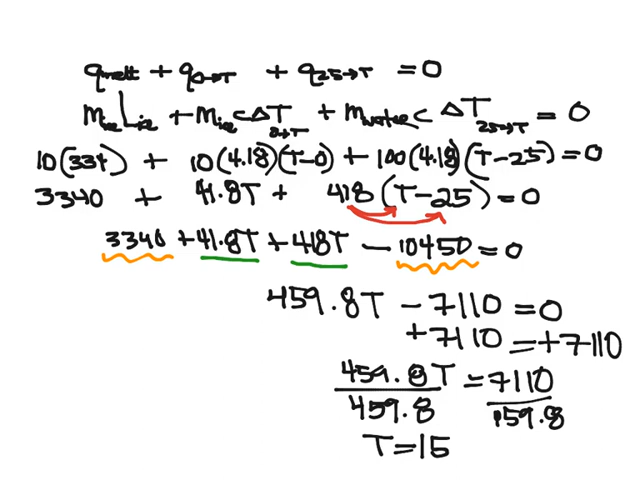 q_melt + q_0→T + q_25→T = 0
m_ice L_ice + m_ice c ΔT_0→T + m_water c ΔT_25→T = 0
10(334) + 10(4.18)(T-0) + 100(4.18)(T-25) = 0
3340 + 41.8T + 418(T-25) = 0
3340 + 41.8T + 418T - 10450 = 0
459.8T - 7110 = 0
+7110 = +7110
459.8T = 7110
459.8 159.8
T = 15